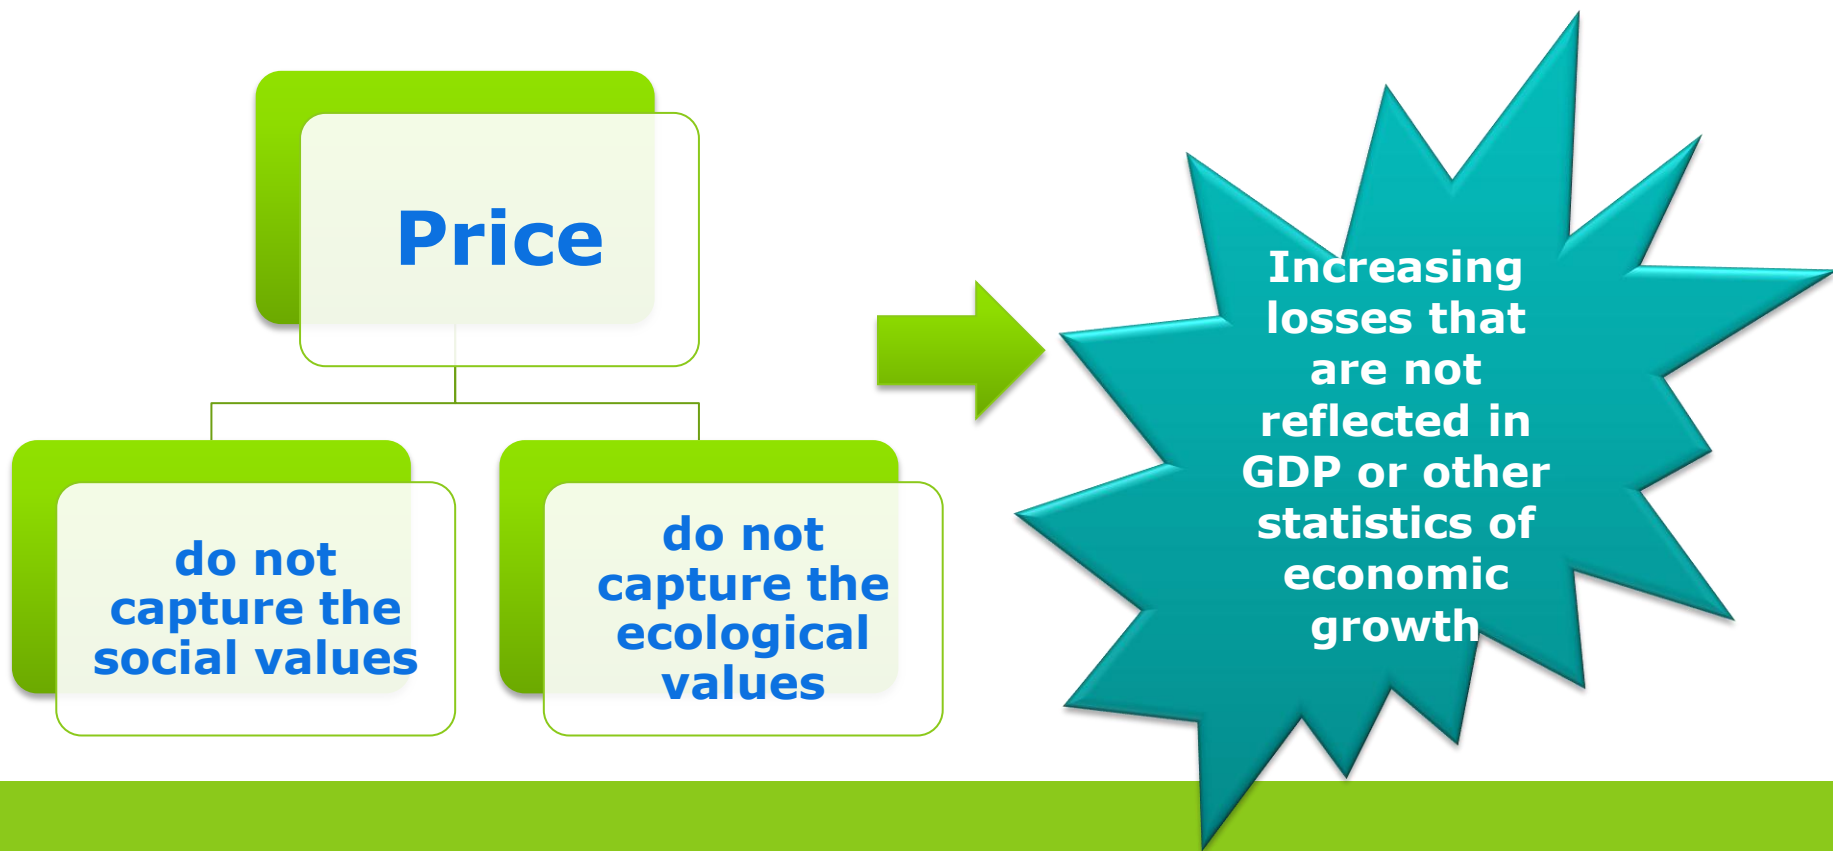 Price
do not
capture the
social values
do not
capture the
ecological
values
Increasing
losses that
are not
reflected in
GDP or other
statistics of
economic
growth